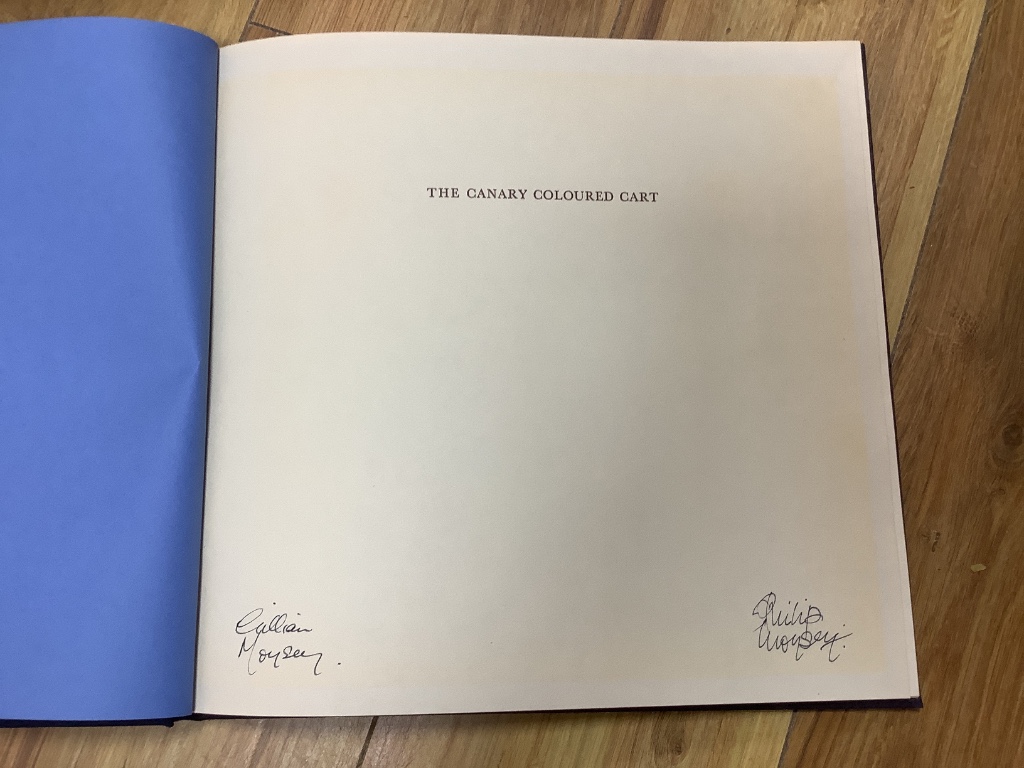 THE CANARY COLOURED CART
Gillian
Moysey.
Philip
Moysey.